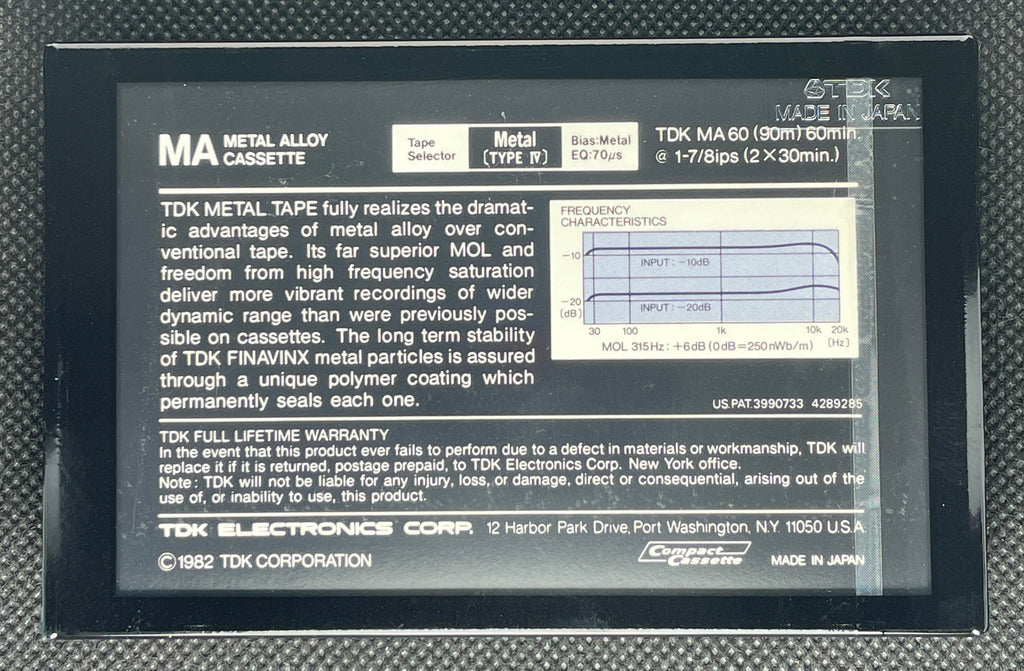 TDK
MADE IN JAPAN
MA METAL ALLOY CASSETTE
Tape Selector
Metal
(TYPE IV)
Bias:Metal
EQ:70μs
TDK MA 60 (90m) 60min.
@ 1-7/8ips (2×30min.)
TDK METAL TAPE fully realizes the dramat-
ic advantages of metal alloy over con-
ventional tape. Its far superior MOL and
freedom from high frequency saturation
deliver more vibrant recordings of wider
dynamic range than were previously pos-
sible on cassettes. The long term stability
of TDK FINAVINX metal particles is assured
through a unique polymer coating which
permanently seals each one.
FREQUENCY
CHARACTERISTICS
−10
INPUT : −10dB
−20
(dB)
INPUT : −20dB
30 100 1k 10k 20k
(Hz)
MOL 315Hz : +6dB (0dB=250nWb/m)
US.PAT.3990733 4289285
TDK FULL LIFETIME WARRANTY
In the event that this product ever fails to perform due to a defect in materials or workmanship, TDK will
replace it if it is returned, postage prepaid, to TDK Electronics Corp. New York office.
Note : TDK will not be liable for any injury, loss, or damage, direct or consequential, arising out of the
use of, or inability to use, this product.
TDK ELECTRONICS CORP. 12 Harbor Park Drive, Port Washington, N.Y. 11050 U.S.A.
©1982 TDK CORPORATION
Compact
Cassette
MADE IN JAPAN